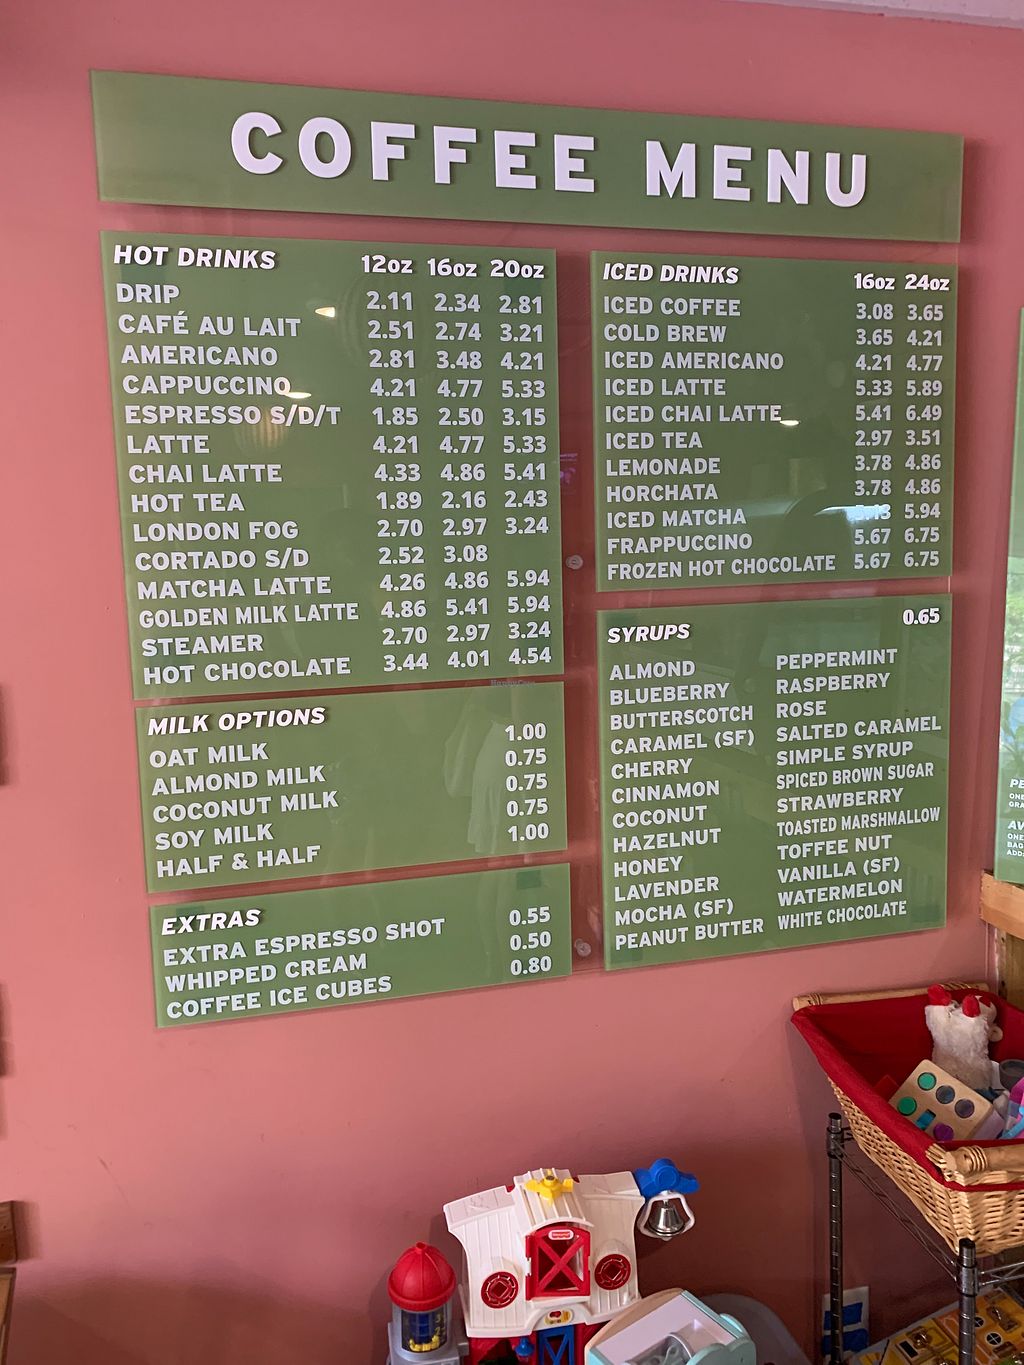 COFFEE MENU
HOT DRINKS 12oz 16oz 20oz
DRIP 2.11 2.34 2.81
CAFÉ AU LAIT 2.51 2.74 3.21
AMERICANO 2.81 3.48 4.21
CAPPUCCINO 4.21 4.77 5.33
ESPRESSO S/D/T 1.85 2.50 3.15
LATTE 4.21 4.77 5.33
CHAI LATTE 4.33 4.86 5.41
HOT TEA 1.89 2.16 2.43
LONDON FOG 2.70 2.97 3.24
CORTADO S/D 2.52 3.08
MATCHA LATTE 4.26 4.86 5.94
GOLDEN MILK LATTE 4.86 5.41 5.94
STEAMER 2.70 2.97 3.24
HOT CHOCOLATE 3.44 4.01 4.54
MILK OPTIONS
OAT MILK 1.00
ALMOND MILK 0.75
COCONUT MILK 0.75
SOY MILK 0.75
HALF & HALF 1.00
EXTRAS
EXTRA ESPRESSO SHOT 0.55
WHIPPED CREAM 0.50
COFFEE ICE CUBES 0.80
ICED DRINKS 16oz 24oz
ICED COFFEE 3.08 3.65
COLD BREW 3.65 4.21
ICED AMERICANO 4.21 4.77
ICED LATTE 5.33 5.89
ICED CHAI LATTE 5.41 6.49
ICED TEA 2.97 3.51
LEMONADE 3.78 4.86
HORCHATA 3.78 4.86
ICED MATCHA 5.94
FRAPPUCCINO 5.67 6.75
FROZEN HOT CHOCOLATE 5.67 6.75
SYRUPS 0.65
ALMOND
BLUEBERRY
BUTTERSCOTCH
CARAMEL (SF)
CHERRY
CINNAMON
COCONUT
HAZELNUT
HONEY
LAVENDER
MOCHA (SF)
PEANUT BUTTER
PEPPERMINT
RASPBERRY
ROSE
SALTED CARAMEL
SIMPLE SYRUP
SPICED BROWN SUGAR
STRAWBERRY
TOASTED MARSHMALLOW
TOFFEE NUT
VANILLA (SF)
WATERMELON
WHITE CHOCOLATE